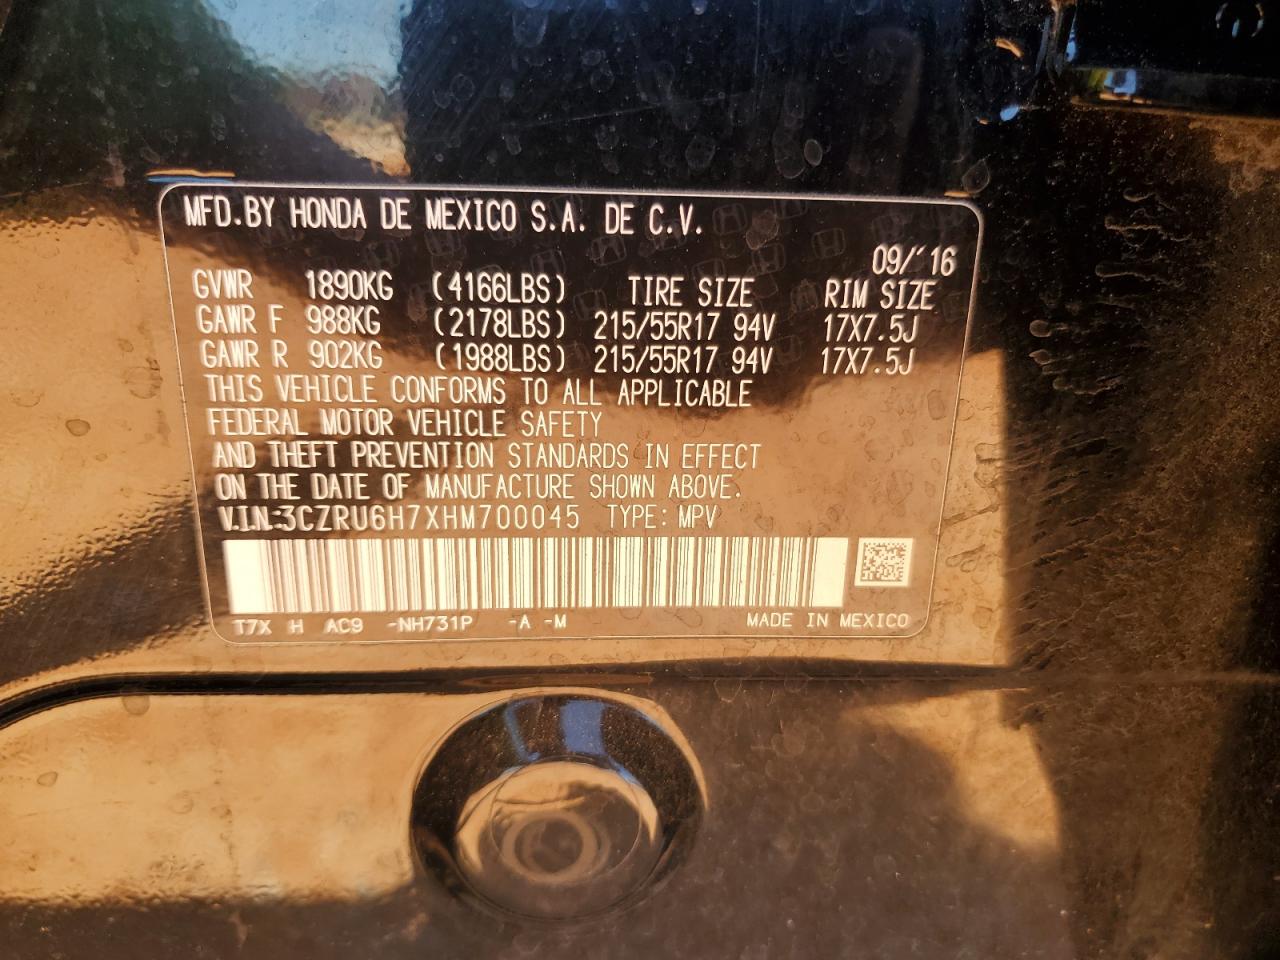 MFD.BY HONDA DE MEXICO S.A. DE C.V.
09/'16
GVWR 1890KG (4166LBS) TIRE SIZE RIM SIZE
GAWR F 988KG (2178LBS) 215/55R17 94V 17X7.5J
GAWR R 902KG (1988LBS) 215/55R17 94V 17X7.5J
THIS VEHICLE CONFORMS TO ALL APPLICABLE
FEDERAL MOTOR VEHICLE SAFETY
AND THEFT PREVENTION STANDARDS IN EFFECT
ON THE DATE OF MANUFACTURE SHOWN ABOVE.
V.I.N.:3CZRU6H7XHM700045 TYPE: MPV
T7X H AC9 -NH731P -A -M MADE IN MEXICO